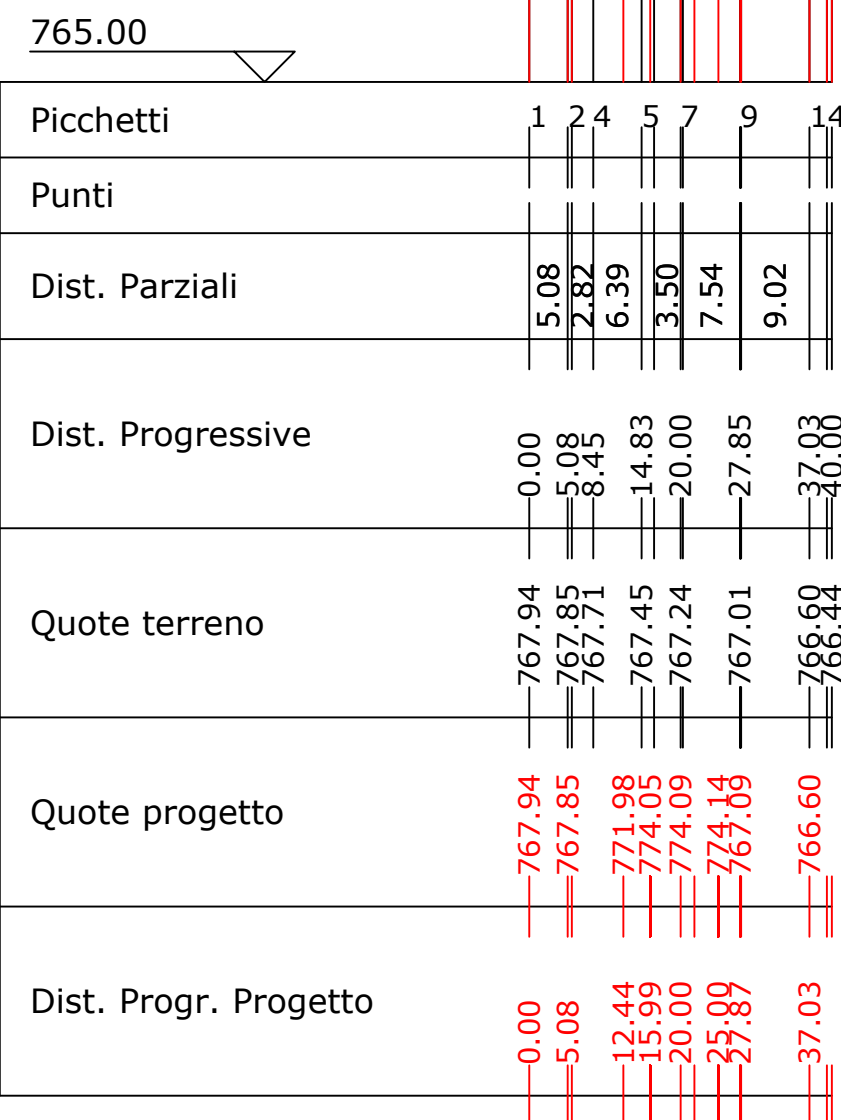 765.00
Picchetti 1 2 4 5 7 9 14
Punti
Dist. Parziali 5.08 2.82 6.39 3.50 7.54 9.02
Dist. Progressive 0.00 5.08 8.45 14.83 20.00 27.85 37.03 40.00
Quote terreno 767.94 767.85 767.71 767.45 767.24 767.01 766.60 766.44
Quote progetto 767.94 767.85 771.98 774.05 774.09 774.14 767.09 766.60
Dist. Progr. Progetto 0.00 5.08 12.44 15.99 20.00 25.00 27.87 37.03